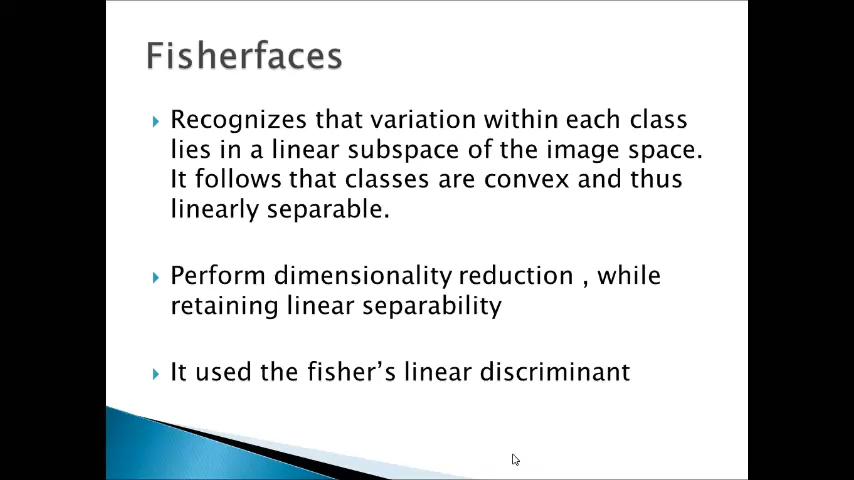 Fisherfaces
Recognizes that variation within each class
lies in a linear subspace of the image space.
It follows that classes are convex and thus
linearly separable.
Perform dimensionality reduction , while
retaining linear separability
It used the fisher’s linear discriminant